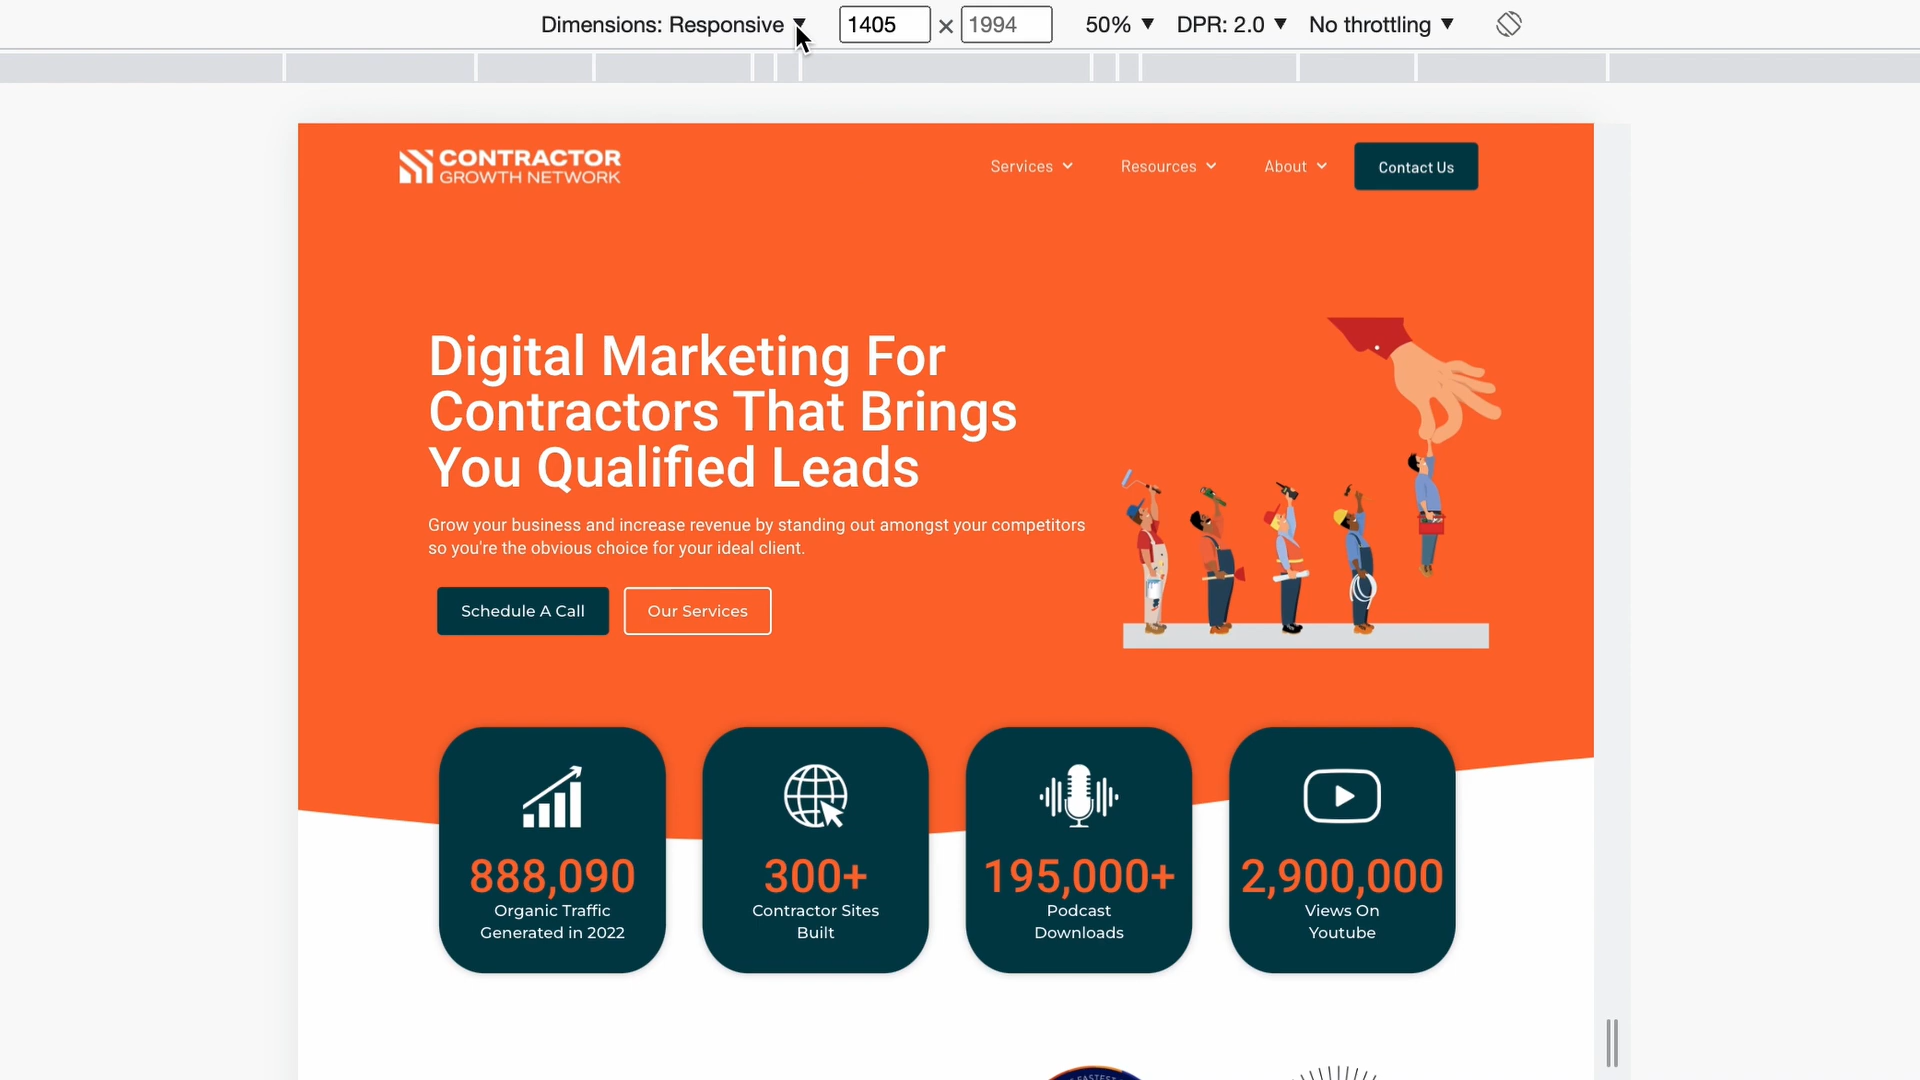 Dimensions: Responsive 1405 × 1994 50% DPR: 2.0 No throttling
CONTRACTOR
GROWTH NETWORK
Services Resources About Contact Us
Digital Marketing For
Contractors That Brings
You Qualified Leads
Grow your business and increase revenue by standing out amongst your competitors
so you're the obvious choice for your ideal client.
Schedule A Call Our Services
888,090
Organic Traffic
Generated in 2022
300+
Contractor Sites
Built
195,000+
Podcast
Downloads
2,900,000
Views On
Youtube